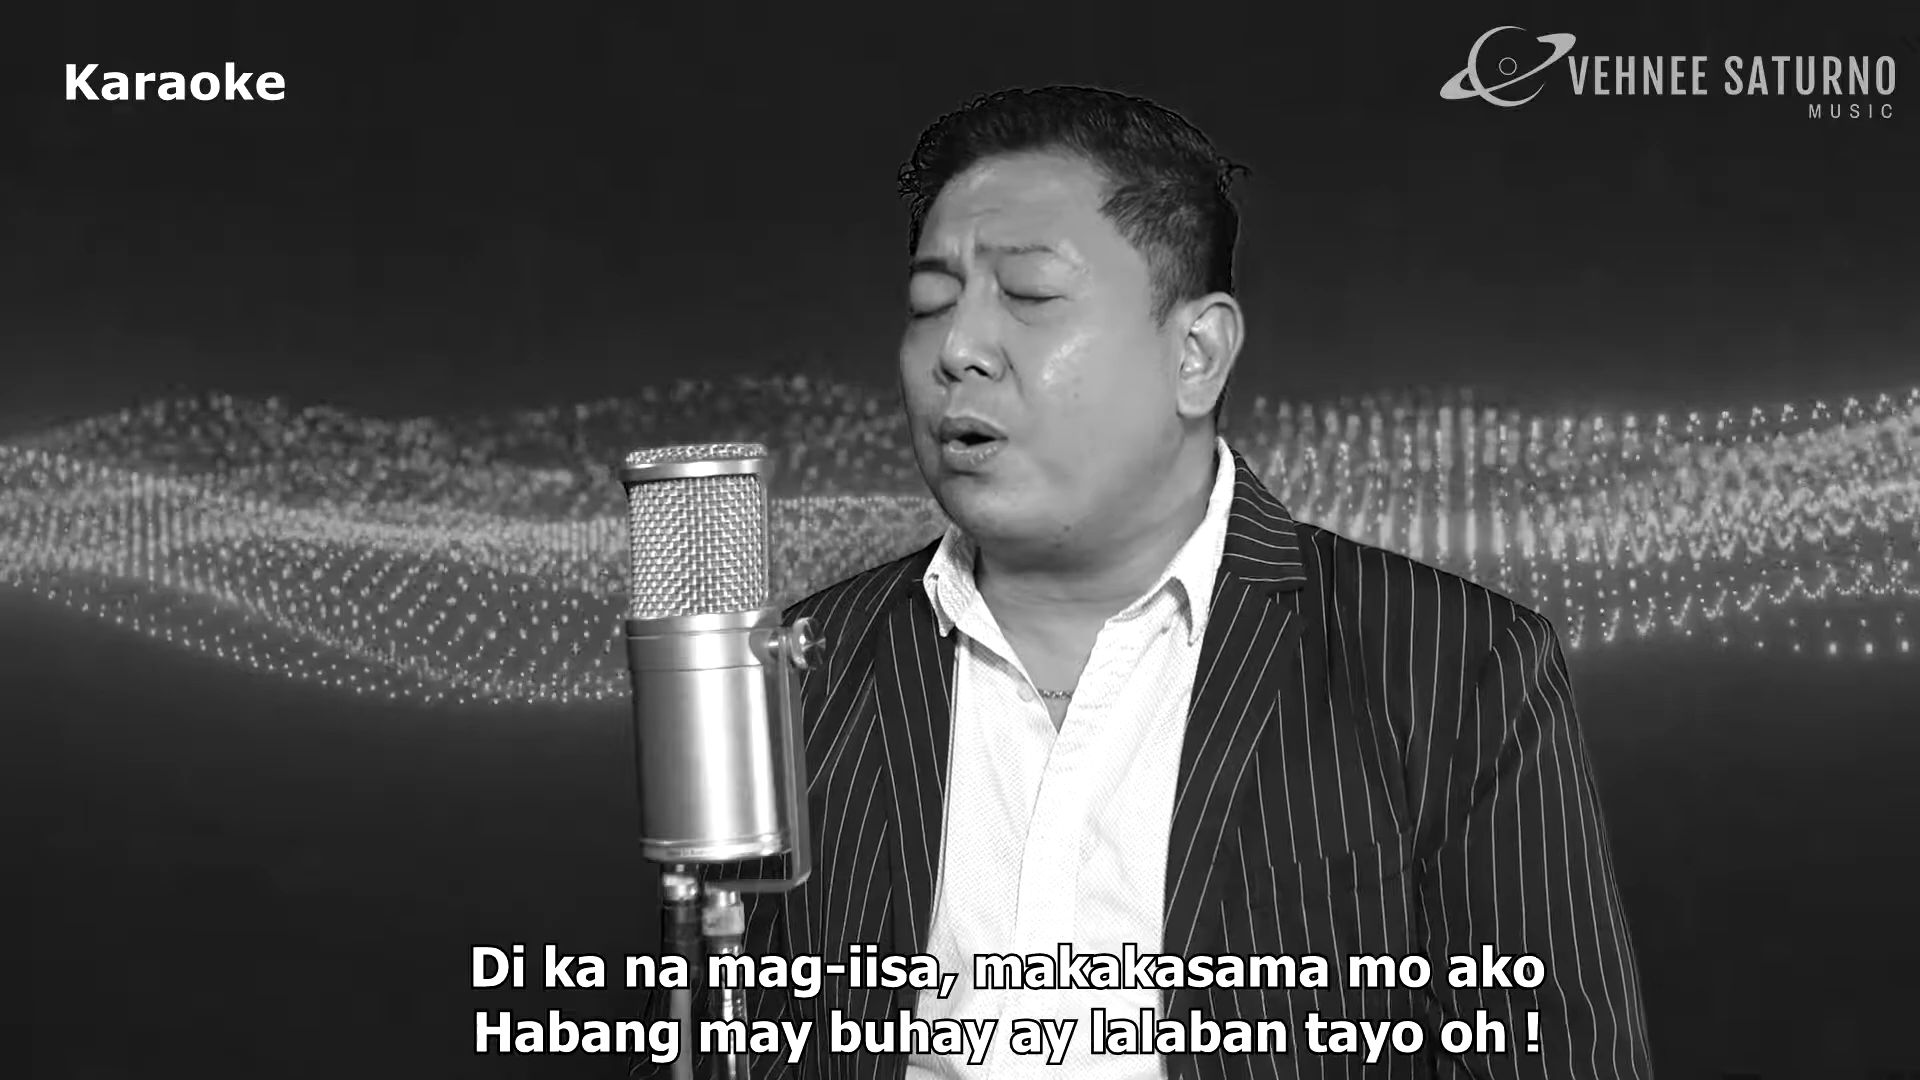 Karaoke
VEHNEE SATURNO
MUSIC
Di ka na mag-iisa, makakasama mo ako
Habang may buhay ay lalaban tayo oh !